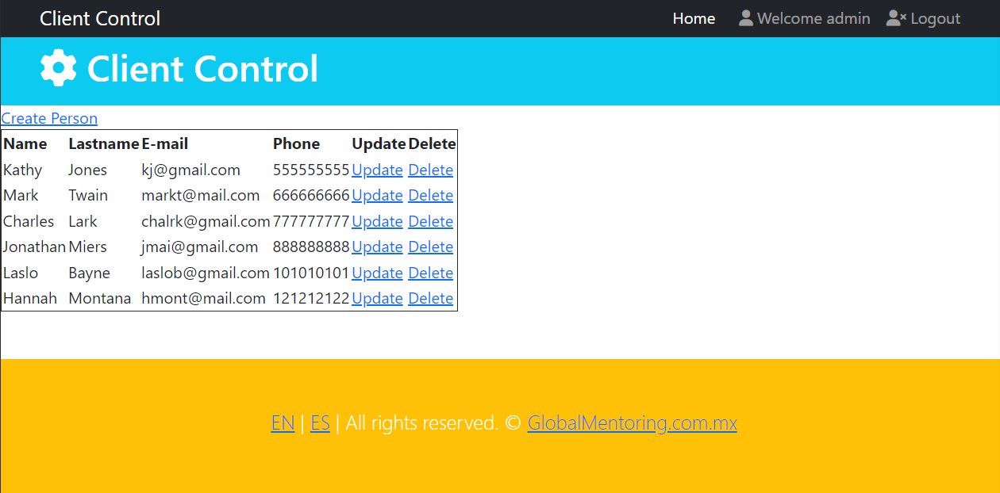 Client Control Home Welcome admin Logout
Client Control
Create Person
Name Lastname E-mail Phone Update Delete
Kathy Jones kj@gmail.com 555555555 Update Delete
Mark Twain markt@mail.com 666666666 Update Delete
Charles Lark chalrk@gmail.com 777777777 Update Delete
Jonathan Miers jmai@gmail.com 888888888 Update Delete
Laslo Bayne laslob@gmail.com 101010101 Update Delete
Hannah Montana hmont@mail.com 121212122 Update Delete
EN | ES | All rights reserved. © GlobalMentoring.com.mx